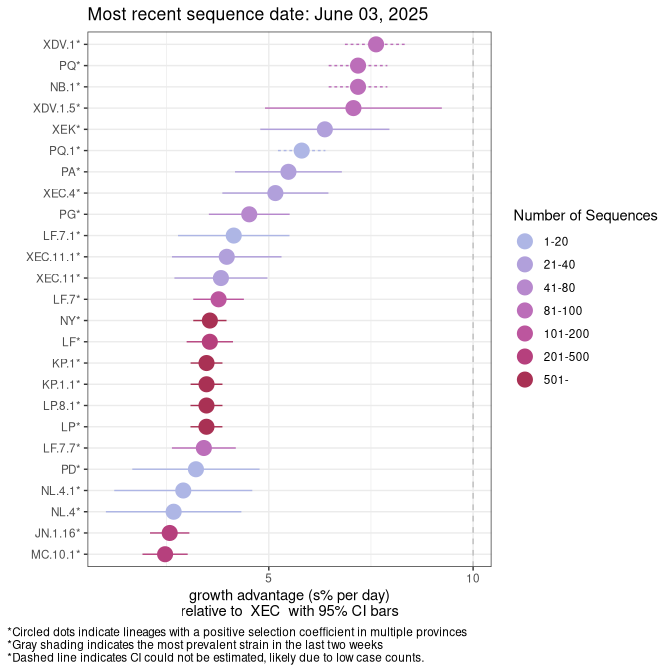 Most recent sequence date: June 03, 2025
XDV.1*
PQ*
NB.1*
XDV.1.5*
XEK*
PQ.1*
PA*
XEC.4*
PG*
LF.7.1*
XEC.11.1*
XEC.11*
LF.7*
NY*
LF*
KP.1*
KP.1.1*
LP.8.1*
LP*
LF.7.7*
PD*
NL.4.1*
NL.4*
JN.1.16*
MC.10.1*
5
10
growth advantage (s% per day)
relative to XEC with 95% CI bars
Number of Sequences
1-20
21-40
41-80
81-100
101-200
201-500
501-
*Circled dots indicate lineages with a positive selection coefficient in multiple provinces
*Gray shading indicates the most prevalent strain in the last two weeks
*Dashed line indicates CI could not be estimated, likely due to low case counts.